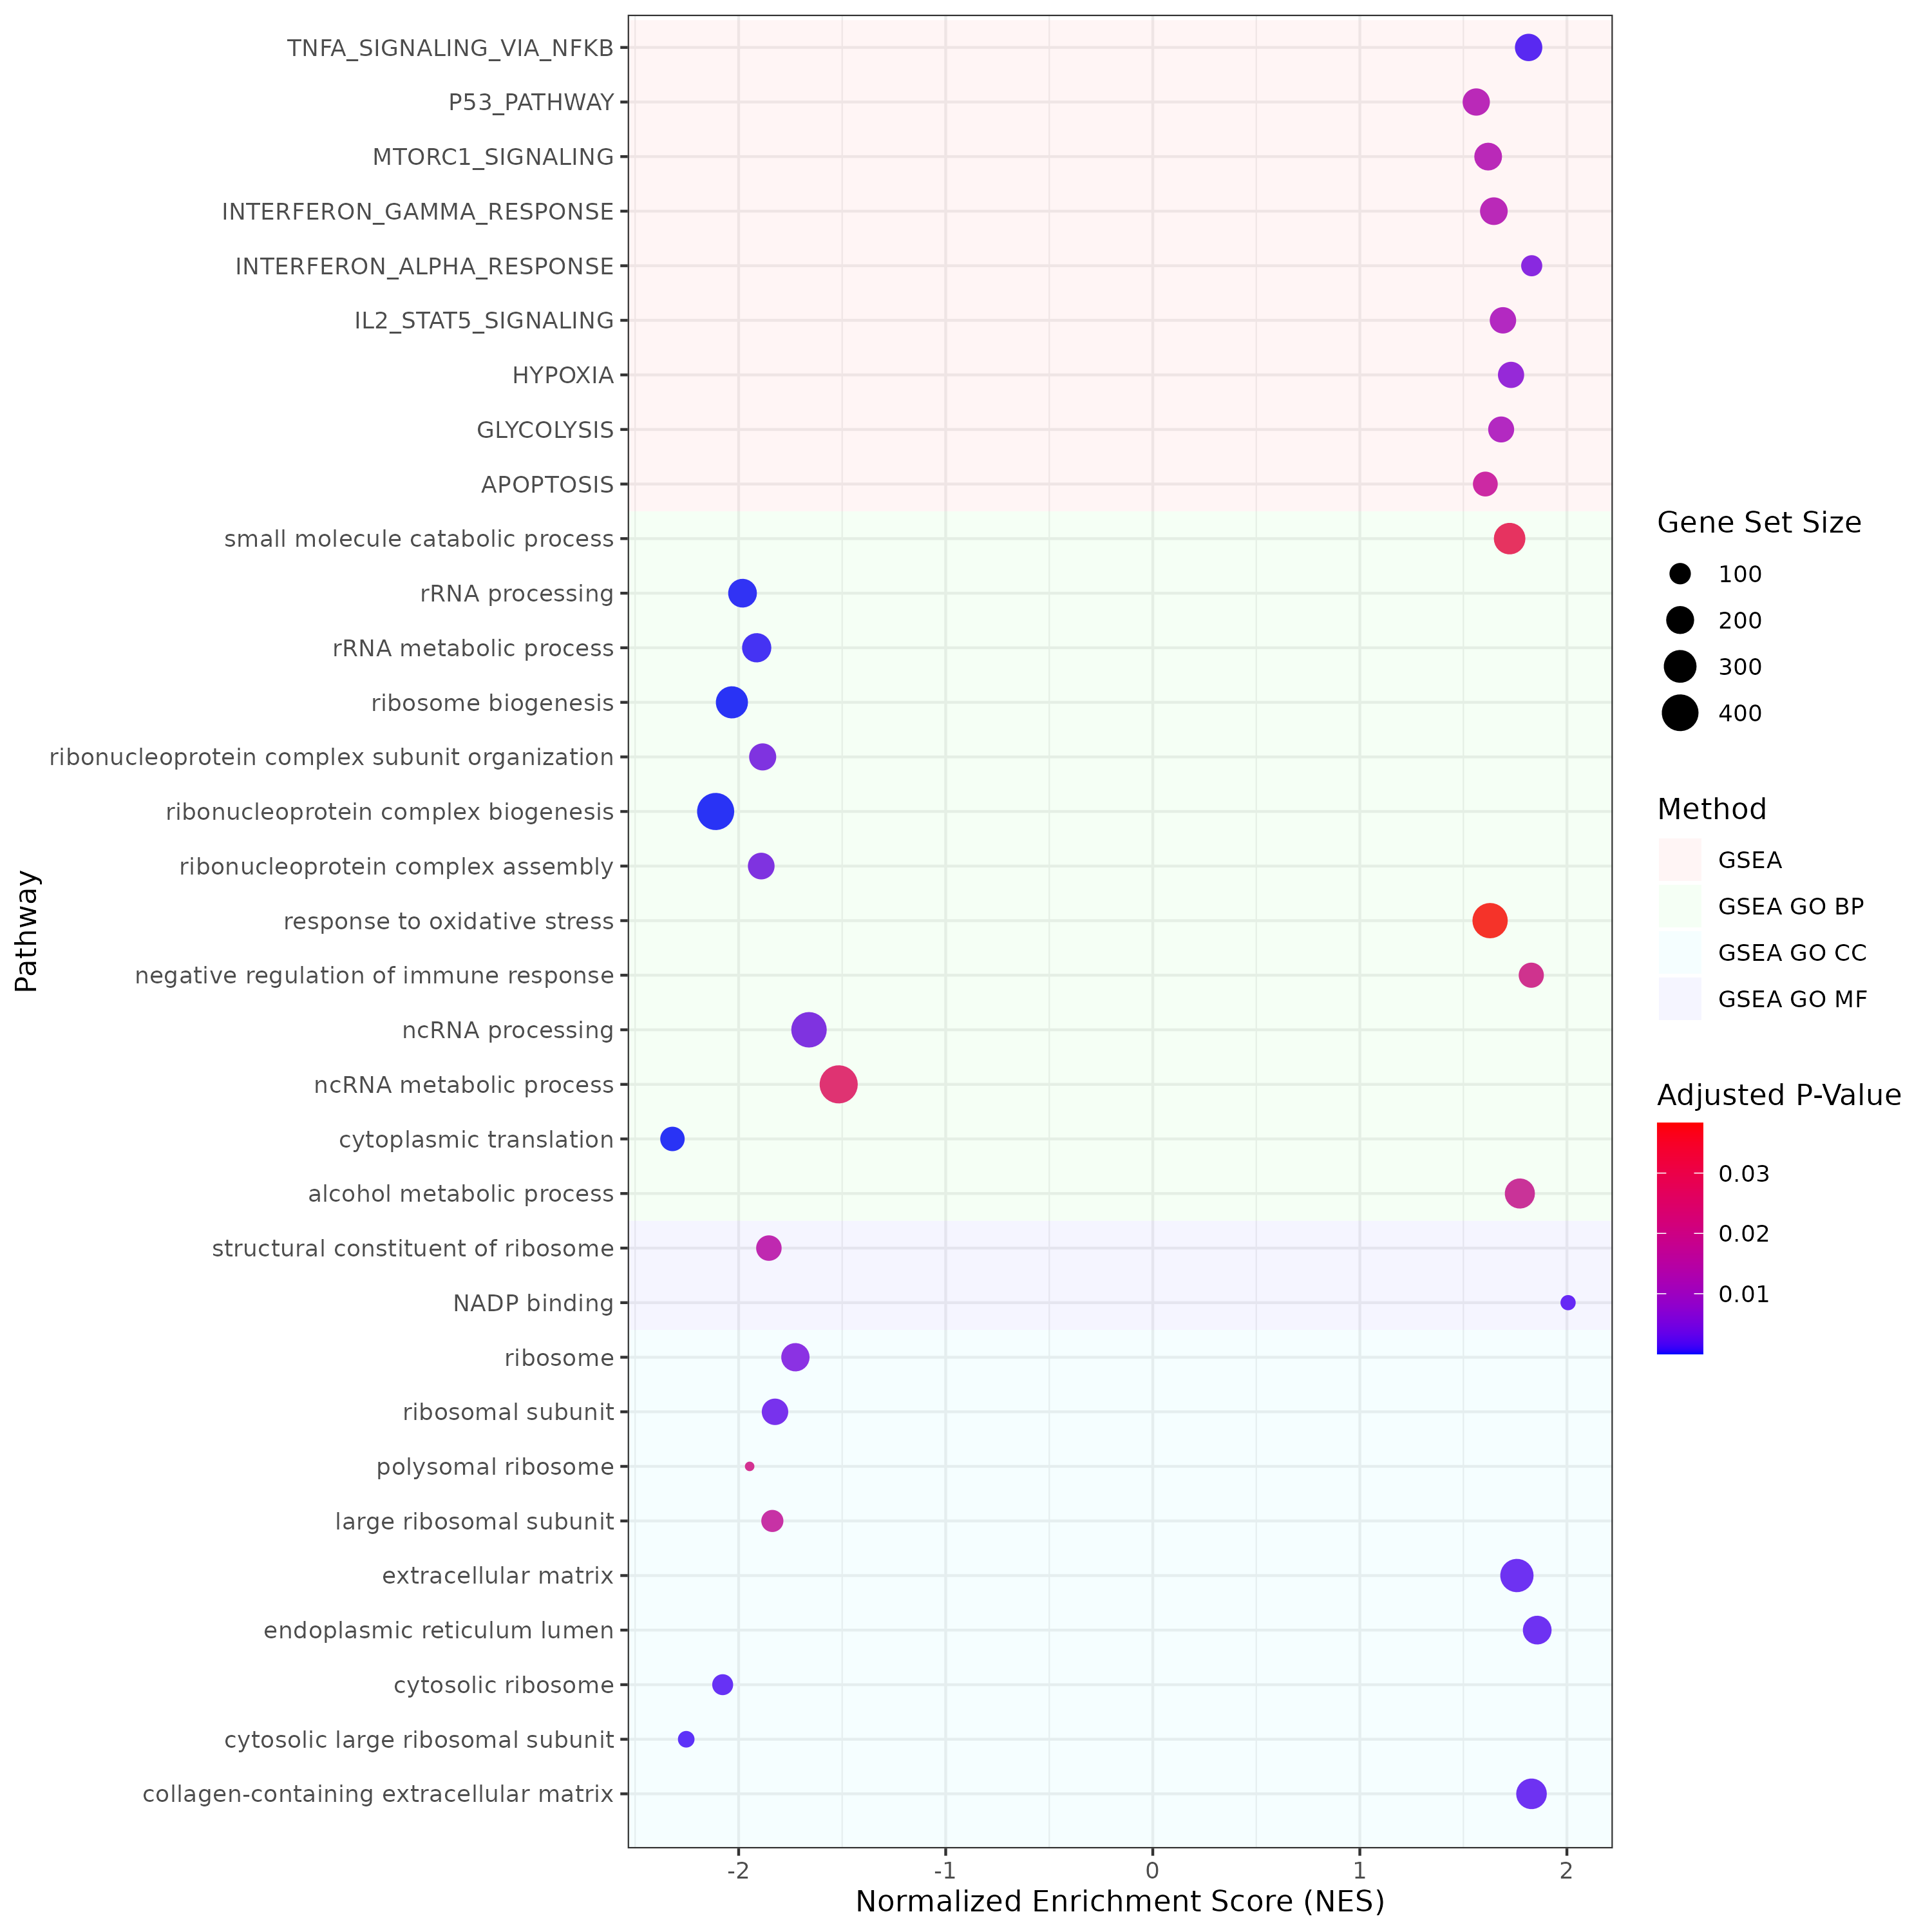 TNFA_SIGNALING_VIA_NFKB
P53_PATHWAY
MTORC1_SIGNALING
INTERFERON_GAMMA_RESPONSE
INTERFERON_ALPHA_RESPONSE
IL2_STAT5_SIGNALING
HYPOXIA
GLYCOLYSIS
APOPTOSIS
small molecule catabolic process
rRNA processing
rRNA metabolic process
ribosome biogenesis
ribonucleoprotein complex subunit organization
ribonucleoprotein complex biogenesis
ribonucleoprotein complex assembly
response to oxidative stress
negative regulation of immune response
ncRNA processing
ncRNA metabolic process
cytoplasmic translation
alcohol metabolic process
structural constituent of ribosome
NADP binding
ribosome
ribosomal subunit
polysomal ribosome
large ribosomal subunit
extracellular matrix
endoplasmic reticulum lumen
cytosolic ribosome
cytosolic large ribosomal subunit
collagen-containing extracellular matrix
Pathway
-2
-1
0
1
2
Normalized Enrichment Score (NES)
Gene Set Size
100
200
300
400
Method
GSEA
GSEA GO BP
GSEA GO CC
GSEA GO MF
Adjusted P-Value
0.03
0.02
0.01